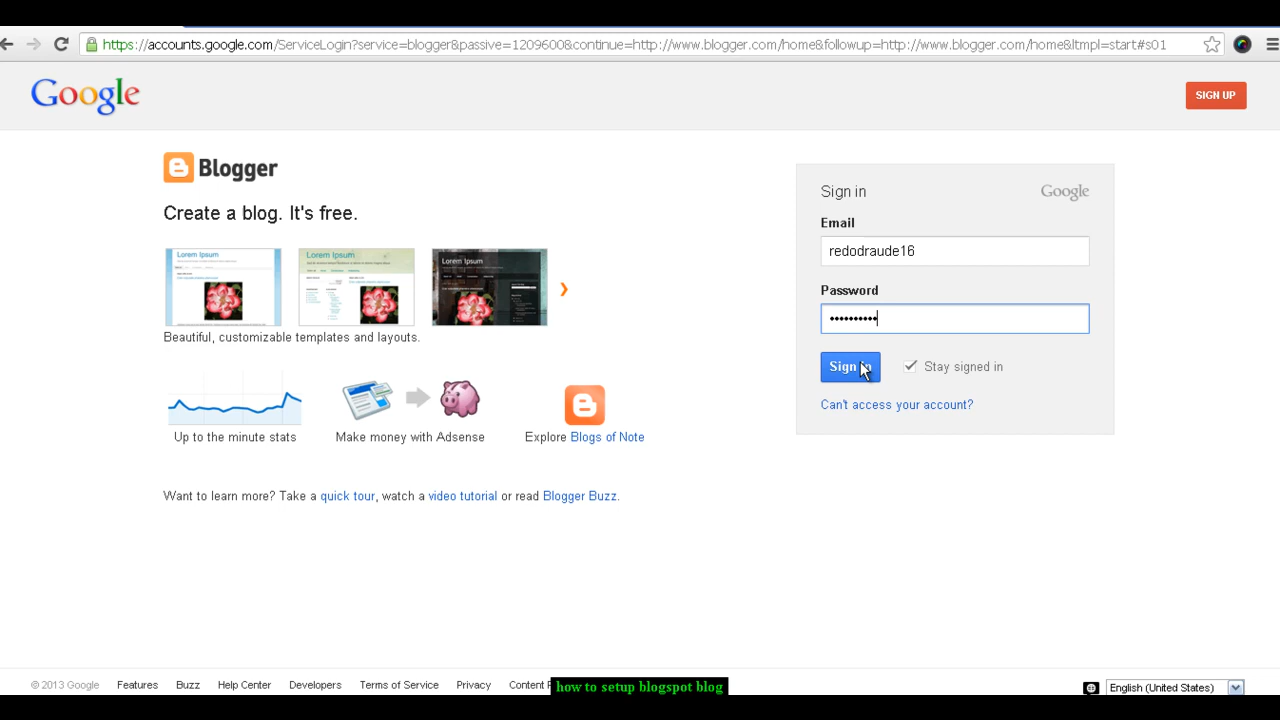 https://accounts.google.com/ServiceLogin?service=blogger&passive=1209600&continue=http://www.blogger.com/home&followup=http://www.blogger.com/home&ltmpl=start#s01
Google
SIGN UP
Blogger
Create a blog. It's free.
Lorem Ipsum
Lorem Ipsum
Lorem Ipsum
Beautiful, customizable templates and layouts.
Up to the minute stats
Make money with Adsense
Explore Blogs of Note
Want to learn more? Take a quick tour, watch a video tutorial or read Blogger Buzz.
Sign in
Google
Email
redodraude16
Password
••••••••••
Sign in
Stay signed in
Can't access your account?
© 2013 Google
Features
Buzz
Help Center
Developers
Terms of Service
Privacy
Content
how to setup blogspot blog
English (United States)